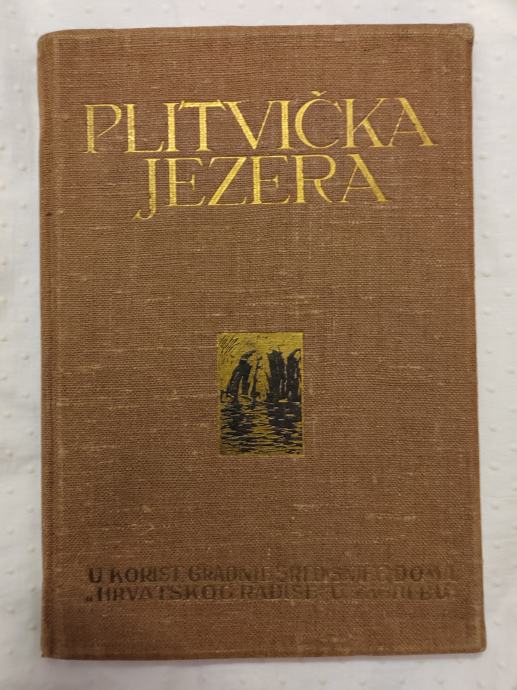 PLITVIČKA
JEZERA
U KORIST GRADNJE SREDIŠNJEG DOMA
„HRVATSKOG RADIŠE" U ZAGREBU